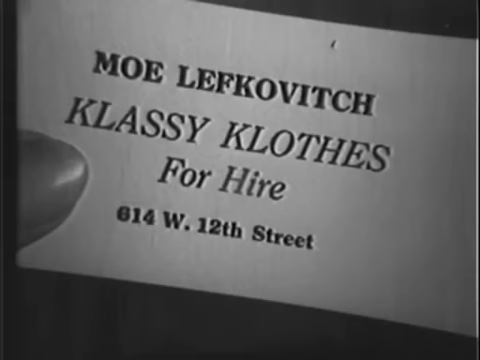 MOE LEFKOVITCH
KLASSY KLOTHES
For Hire
614 W. 12th Street